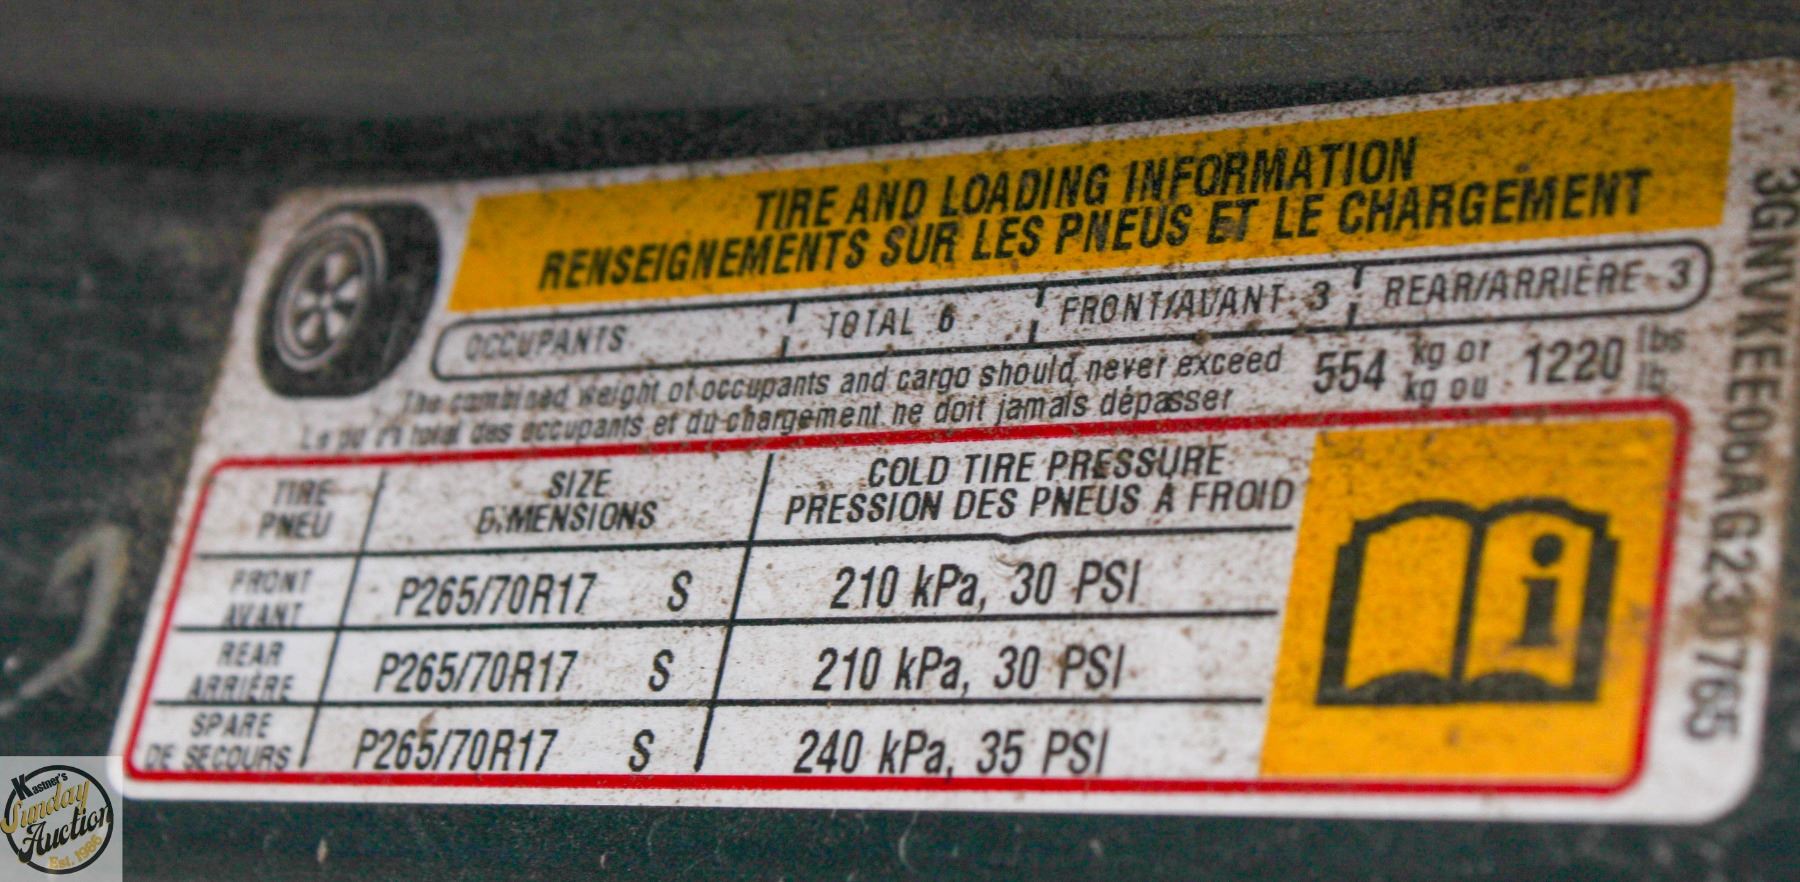 TIRE AND LOADING INFORMATION
RENSEIGNEMENTS SUR LES PNEUS ET LE CHARGEMENT
OCCUPANTS TOTAL 6 FRONT/AVANT 3 REAR/ARRIÈRE 3
The combined weight of occupants and cargo should never exceed 554 kg or 1220 lbs
total des occupants et du chargement ne doit jamais dépasser kg ou lb
TIRE SIZE COLD TIRE PRESSURE
PNEU DIMENSIONS PRESSION DES PNEUS A FROID
FRONT
AVANT P265/70R17 S 210 kPa, 30 PSI
REAR
ARRIÈRE P265/70R17 S 210 kPa, 30 PSI
SPARE
DE SECOURS P265/70R17 S 240 kPa, 35 PSI
i
3GNVKEE06AG230765
Kastner's
Sunday
Auction
Est. 1986